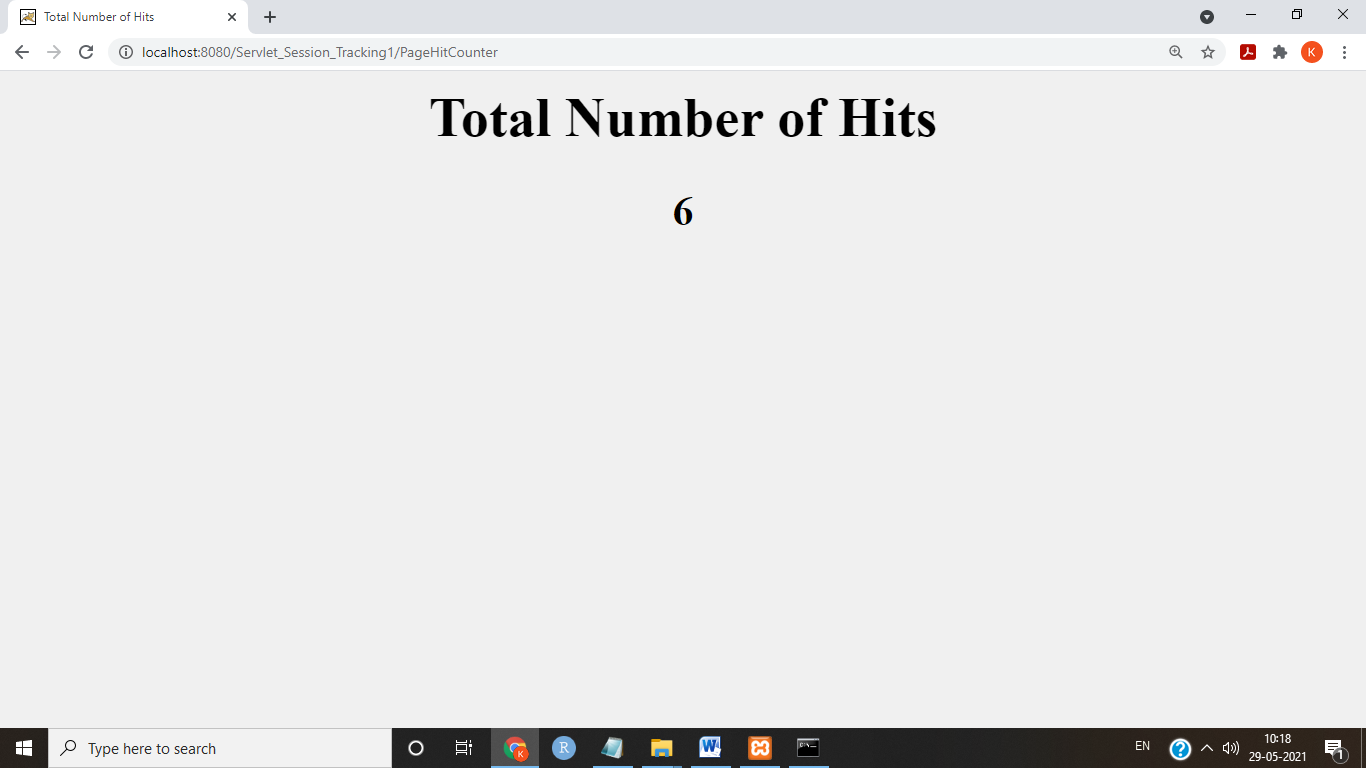 Total Number of Hits
localhost:8080/Servlet_Session_Tracking1/PageHitCounter
K
Total Number of Hits
6
Type here to search
K
R
W
C:\_
EN
?
10:18
29-05-2021
1